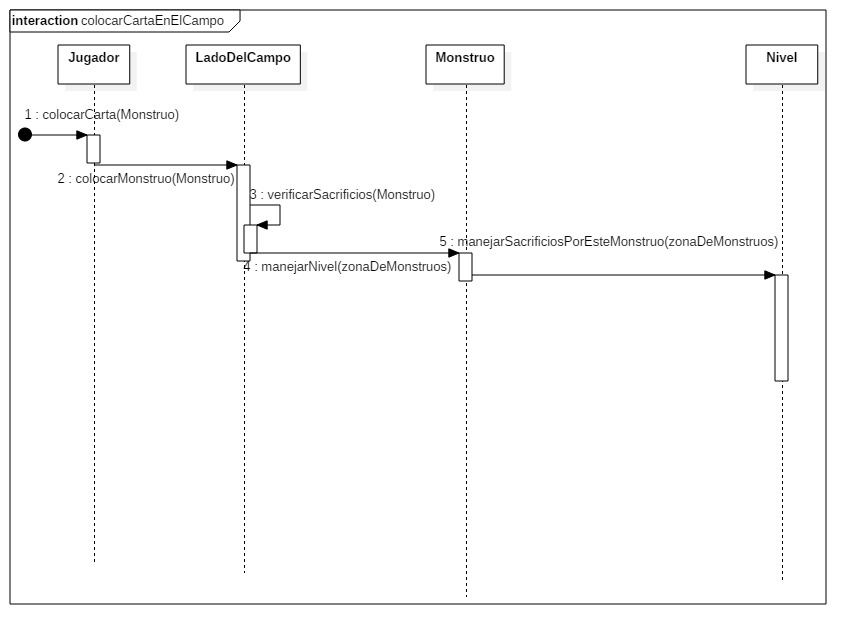 interaction colocarCartaEnElCampo
Jugador
LadoDelCampo
Monstruo
Nivel
1 : colocarCarta(Monstruo)
2 : colocarMonstruo(Monstruo)
3 : verificarSacrificios(Monstruo)
5 : manejarSacrificiosPorEsteMonstruo(zonaDeMonstruos)
4 : manejarNivel(zonaDeMonstruos)